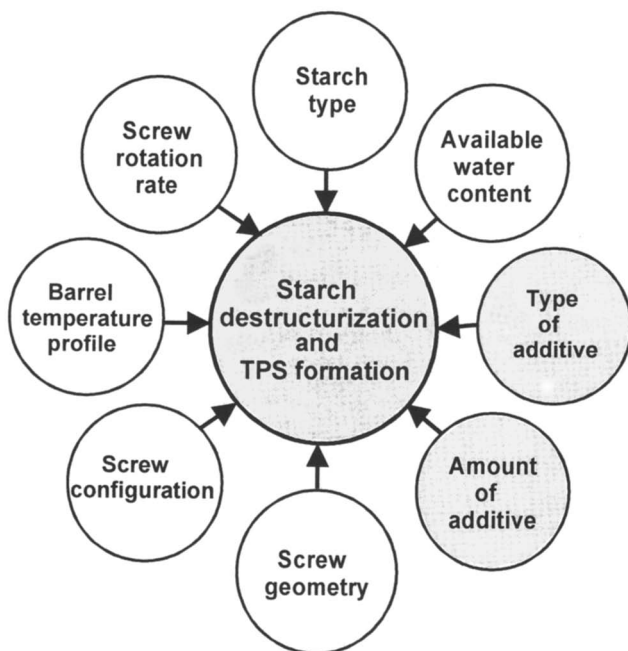 Starch
type
Screw
rotation
rate
Available
water
content
Barrel
temperature
profile
Starch
destructurization
and
TPS formation
Type
of
additive
Screw
configuration
Amount
of
additive
Screw
geometry